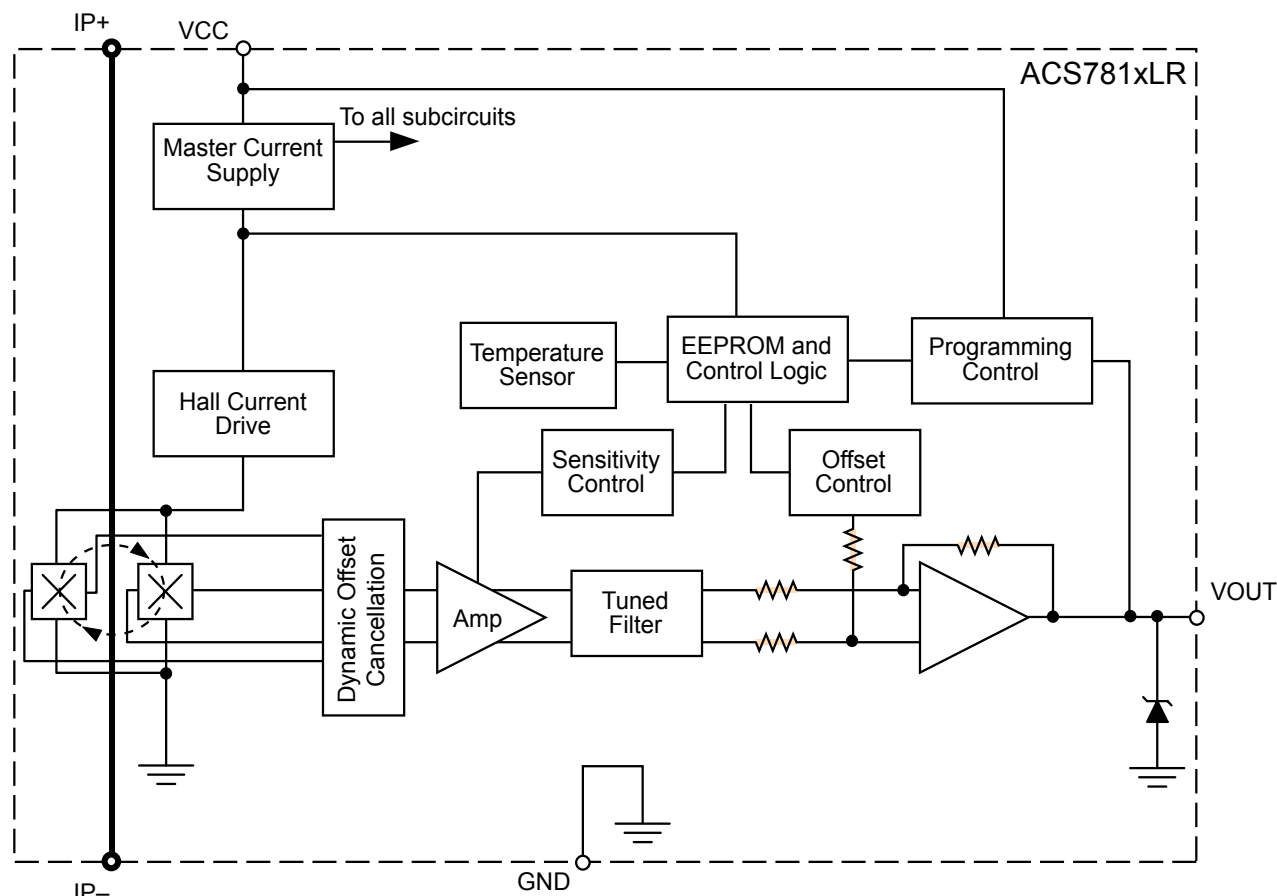 IP+
VCC
ACS781xLR
To all subcircuits
Master Current
Supply
Temperature
Sensor
EEPROM and
Control Logic
Programming
Control
Hall Current
Drive
Sensitivity
Control
Offset
Control
Dynamic Offset
Cancellation
Amp
Tuned
Filter
VOUT
GND
IP–